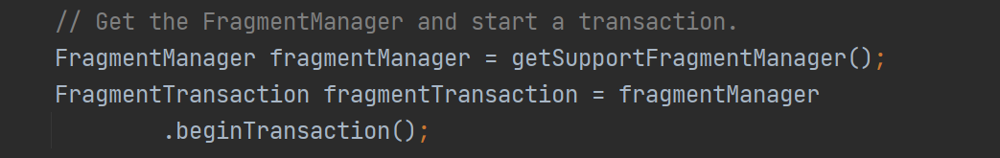 // Get the FragmentManager and start a transaction.
FragmentManager fragmentManager = getSupportFragmentManager();
FragmentTransaction fragmentTransaction = fragmentManager
.beginTransaction();